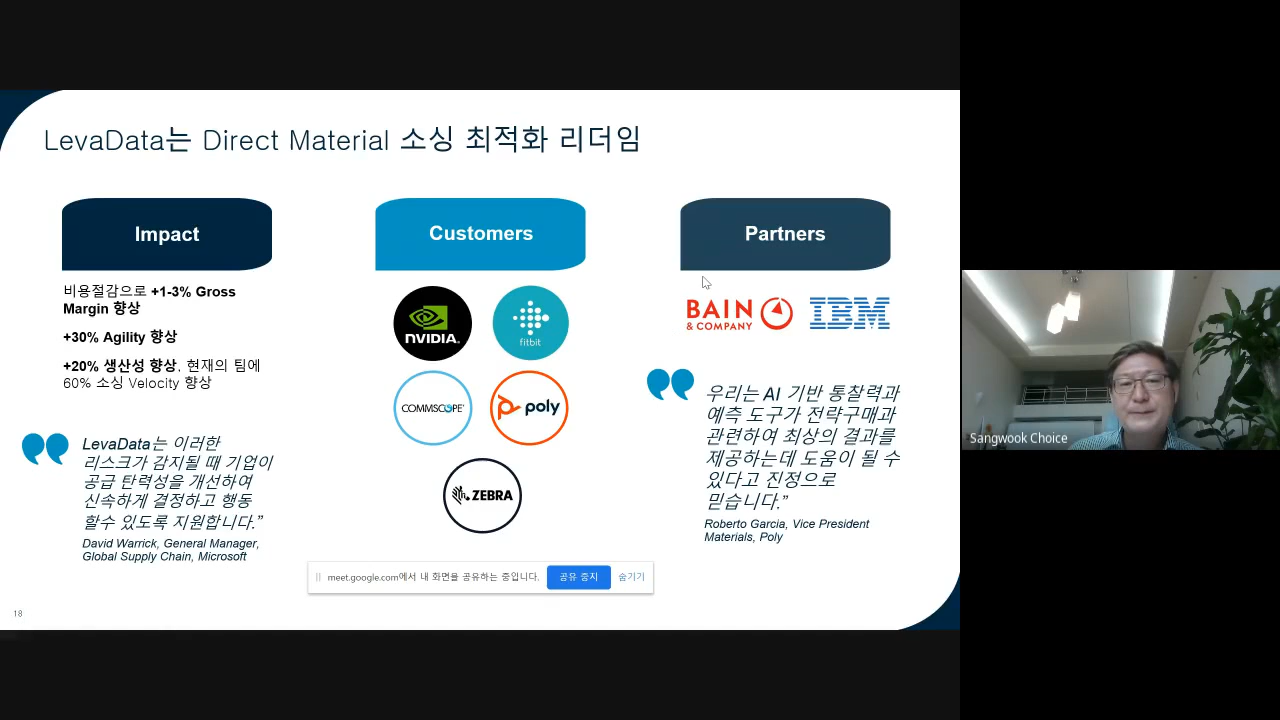 LevaData는 Direct Material 소싱 최적화 리더임
Impact
비용절감으로 +1-3% Gross
Margin 향상
+30% Agility 향상
+20% 생산성 향상, 현재의 팀에
60% 소싱 Velocity 향상
LevaData는 이러한
리스크가 감지될 때 기업이
공급 탄력성을 개선하여
신속하게 결정하고 행동
할수 있도록 지원합니다.”
David Warrick, General Manager,
Global Supply Chain, Microsoft
Customers
NVIDIA.
fitbit
COMMSCOPE
poly
ZEBRA
Partners
BAIN
& COMPANY
IBM
우리는 AI 기반 통찰력과
예측 도구가 전략구매과
관련하여 최상의 결과를
제공하는데 도움이 될 수
있다고 진정으로
믿습니다.”
Roberto Garcia, Vice President
Materials, Poly
meet.google.com에서 내 화면을 공유하는 중입니다.
공유 중지
숨기기
18
Sangwook Choice